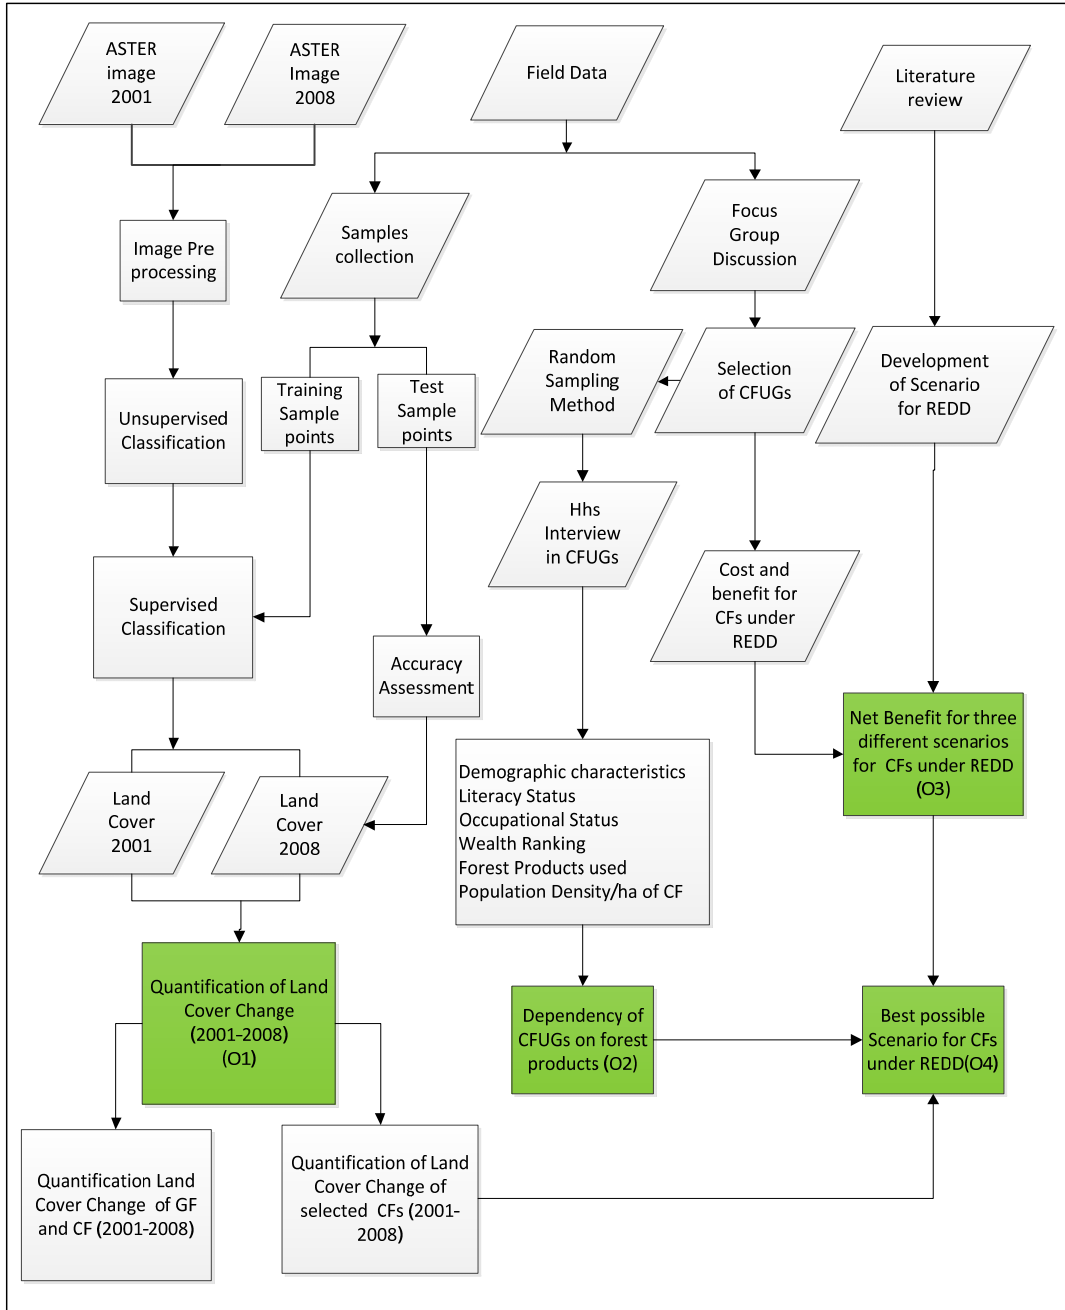 ASTER
image
2001
ASTER
Image
2008
Field Data
Literature
review
Image Pre
processing
Samples
collection
Focus
Group
Discussion
Unsupervised
Classification
Training
Sample
points
Test
Sample
points
Random
Sampling
Method
Selection
of CFUGs
Development
of Scenario
for REDD
Hhs
Interview
in CFUGs
Cost and
benefit for
CFs under
REDD
Supervised
Classification
Accuracy
Assessment
Net Benefit for three
different scenarios
for CFs under REDD
(O3)
Demographic characteristics
Literacy Status
Occupational Status
Wealth Ranking
Forest Products used
Population Density/ha of CF
Land
Cover
2001
Land
Cover
2008
Quantification of Land
Cover Change
(2001-2008)
(O1)
Dependency of
CFUGs on forest
products (O2)
Best possible
Scenario for CFs
under REDD(O4)
Quantification Land
Cover Change of GF
and CF (2001-2008)
Quantification of Land
Cover Change of
selected CFs (2001-
2008)